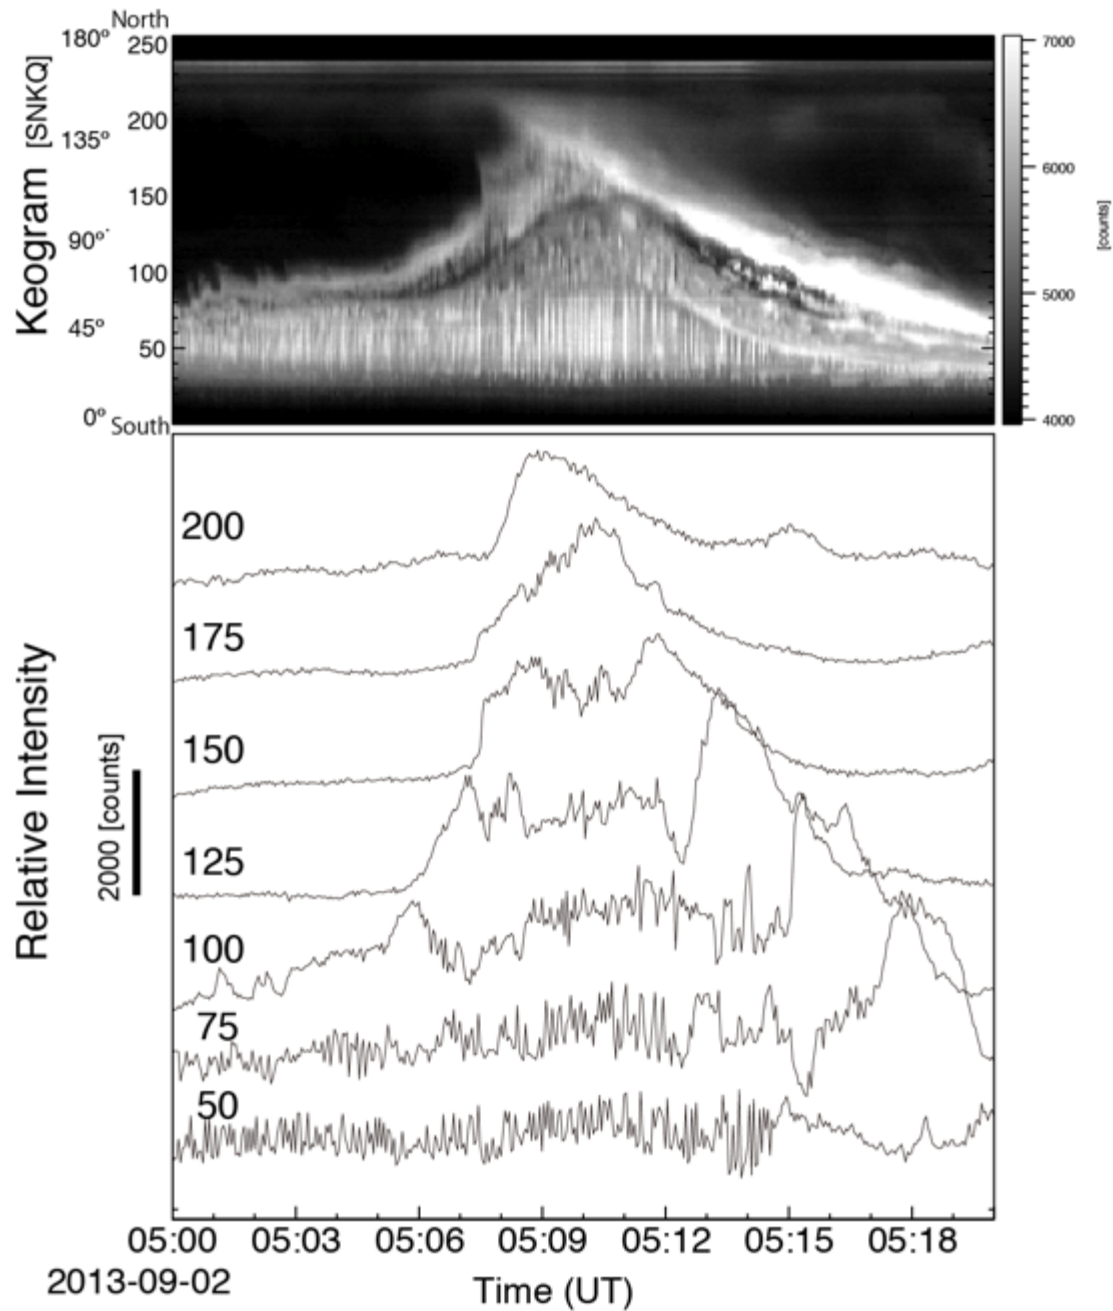 North
180°
250
200
135°
150
90°
100
45°
50
0°
South
Keogram [SNKQ]
7000
6000
5000
4000
[counts]
200
175
150
125
100
75
50
Relative Intensity
2000 [counts]
05:00 05:03 05:06 05:09 05:12 05:15 05:18
2013-09-02
Time (UT)